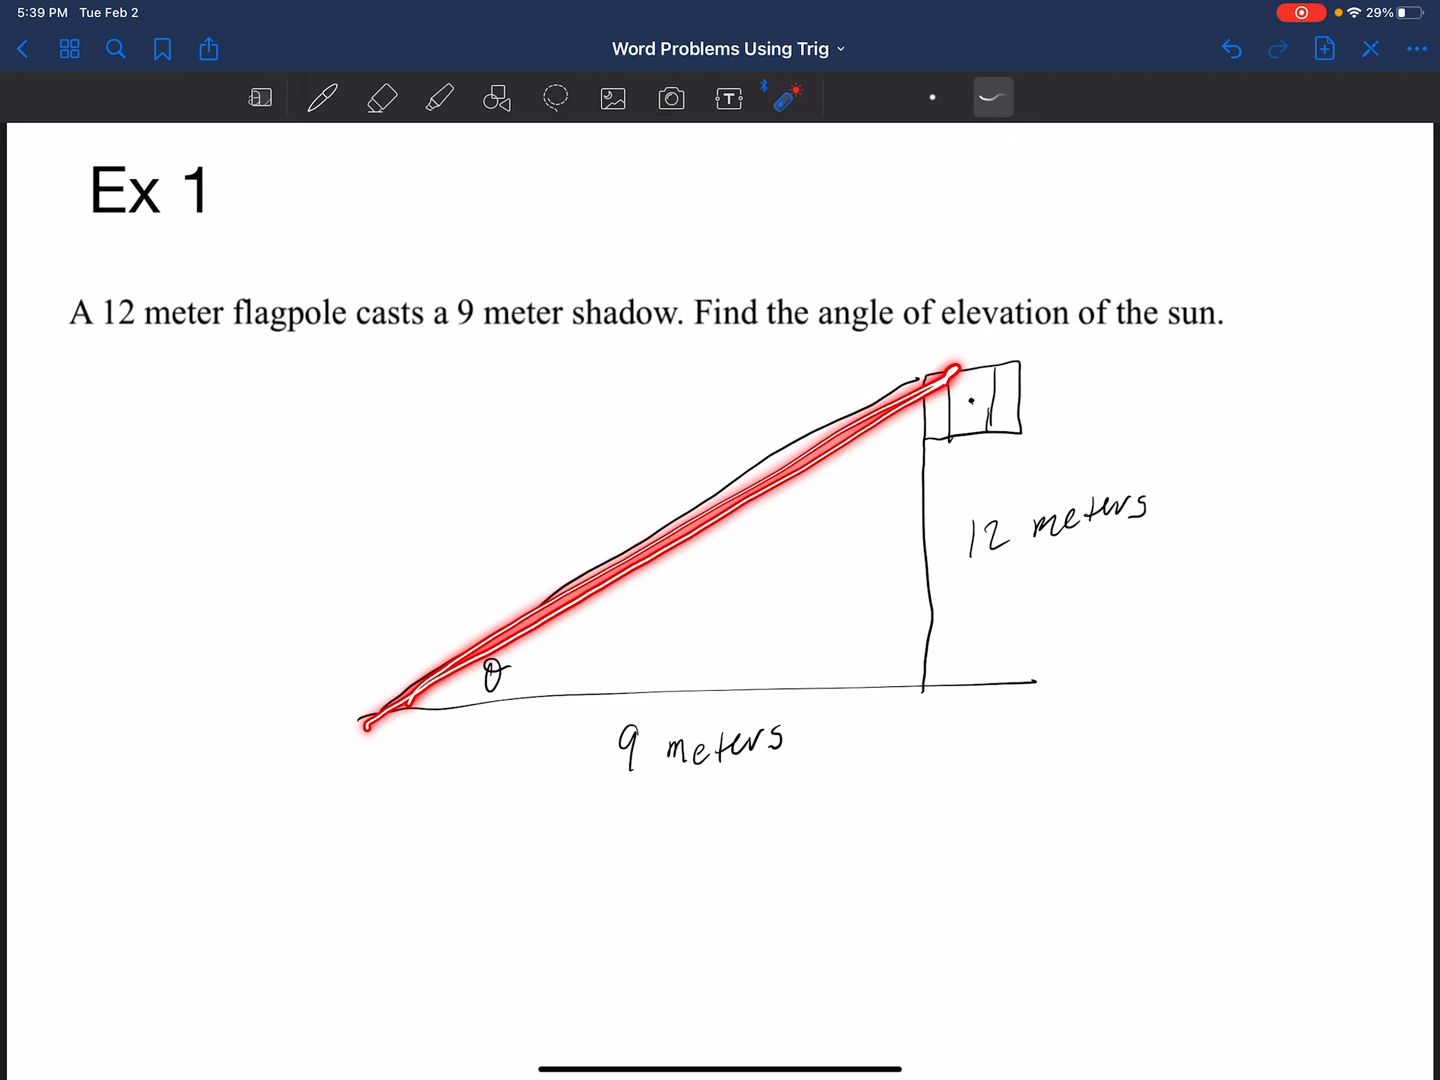 5:39 PM Tue Feb 2
29%
Word Problems Using Trig
T
Ex 1
A 12 meter flagpole casts a 9 meter shadow. Find the angle of elevation of the sun.
12 meters
θ
9 meters